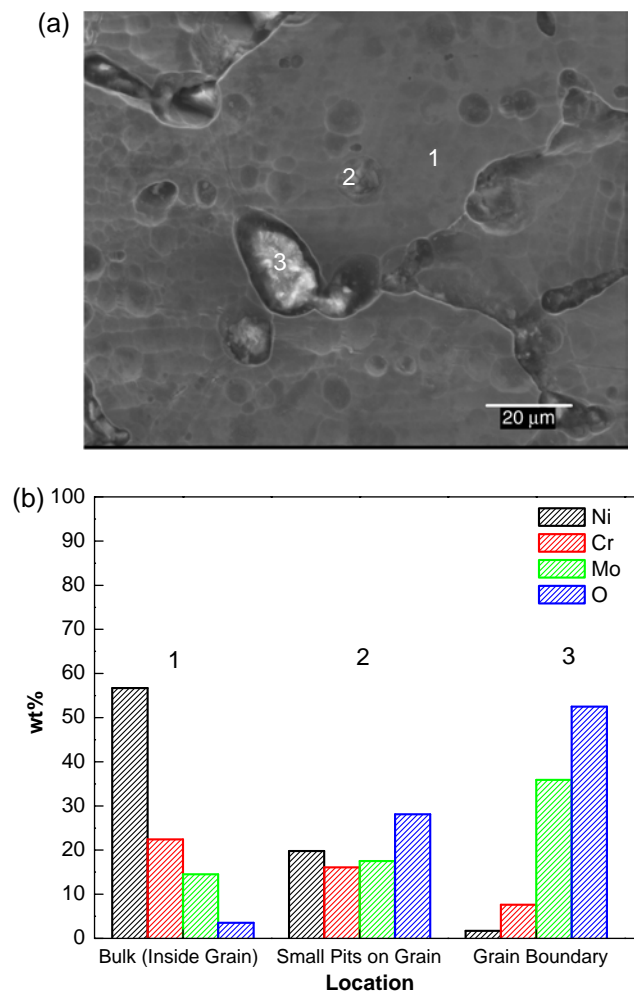 (a)
1
2
3
20 μm
(b)
100
90
80
70
60
50
40
30
20
10
0
wt%
1
2
3
Ni
Cr
Mo
O
Bulk (Inside Grain)
Small Pits on Grain
Grain Boundary
Location